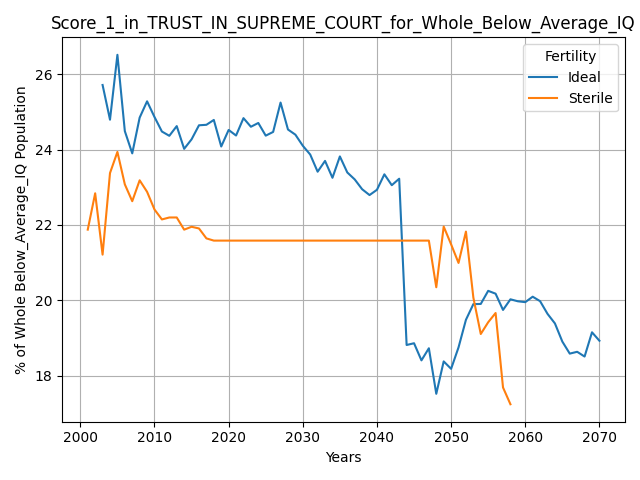 Score_1_in_TRUST_IN_SUPREME_COURT_for_Whole_Below_Average_IQ
% of Whole Below_Average_IQ Population
26
24
22
20
18
Fertility
Ideal
Sterile
2000 2010 2020 2030 2040 2050 2060 2070
Years